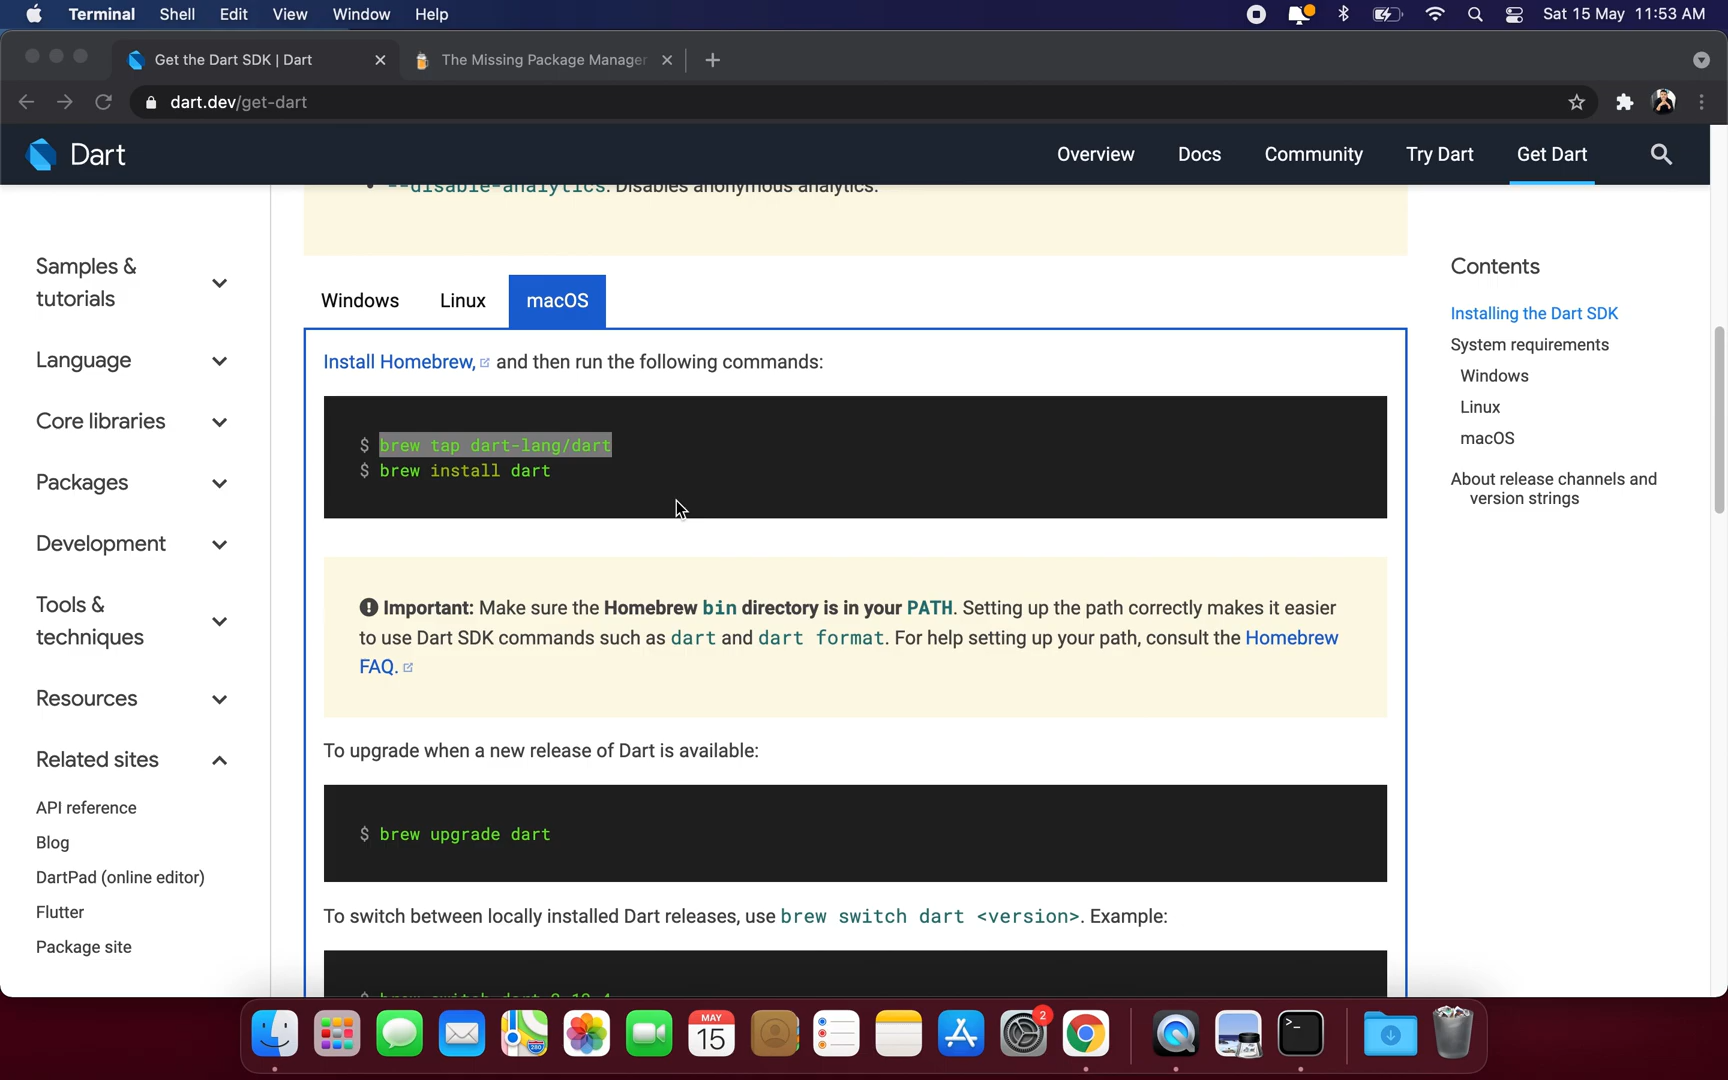 Terminal Shell Edit View Window Help
Sat 15 May 11:53 AM
Get the Dart SDK | Dart
The Missing Package Manager
dart.dev/get-dart
Dart
Overview Docs Community Try Dart Get Dart
• --disable-analytics. Disables anonymous analytics.
Samples &
tutorials
Language
Core libraries
Packages
Development
Tools &
techniques
Resources
Related sites
API reference
Blog
DartPad (online editor)
Flutter
Package site
Windows Linux macOS
Install Homebrew, and then run the following commands:
$ brew tap dart-lang/dart
$ brew install dart
Important: Make sure the Homebrew bin directory is in your PATH. Setting up the path correctly makes it easier
to use Dart SDK commands such as dart and dart format. For help setting up your path, consult the Homebrew
FAQ.
To upgrade when a new release of Dart is available:
$ brew upgrade dart
To switch between locally installed Dart releases, use brew switch dart <version>. Example:
Contents
Installing the Dart SDK
System requirements
Windows
Linux
macOS
About release channels and
version strings
MAY
15
280
2
>_